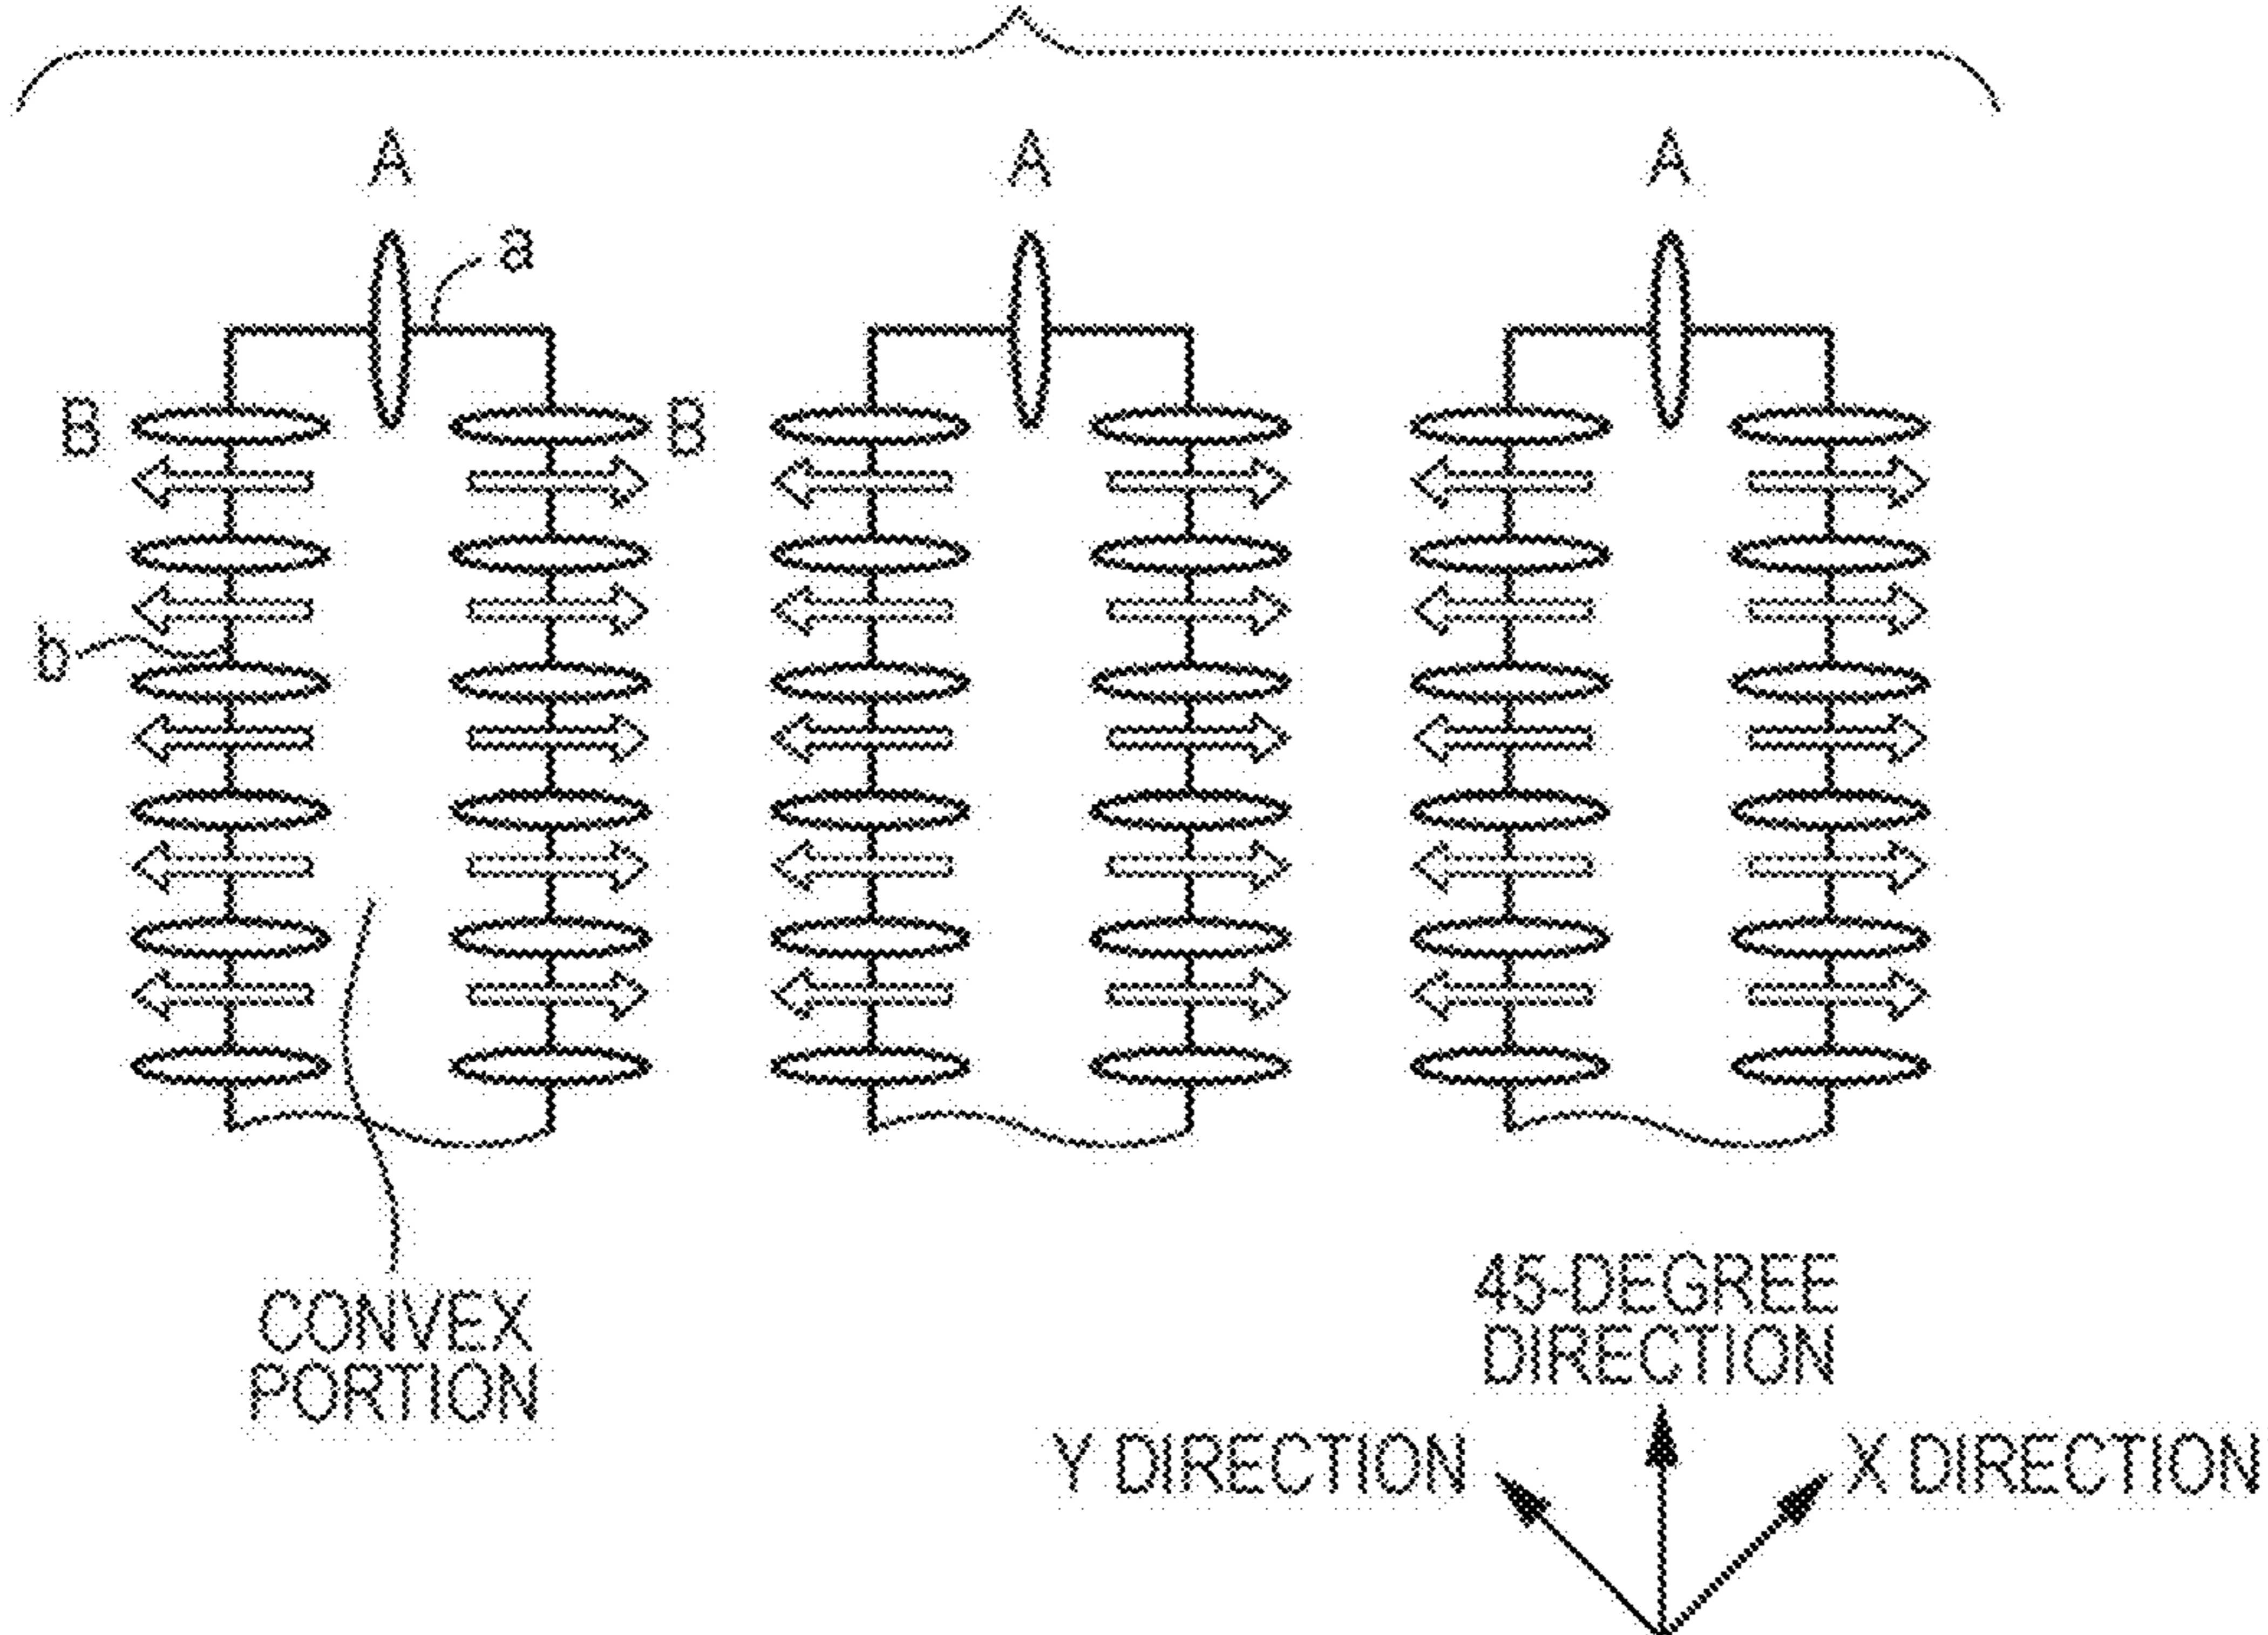 A A A
a
B B
b
CONVEX
PORTION
45-DEGREE
DIRECTION
Y DIRECTION X DIRECTION